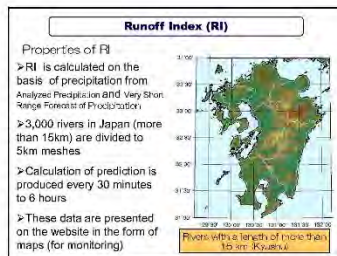 Runoff Index (RI)
Properties of RI
➢RI is calculated on the
basis of precipitation from
Analyzed Precipitation and Very Short
Range Forecast of Precipitation
➢3,000 rivers in Japan (more
than 15km) are divided to
5km meshes
➢Calculation of prediction is
produced every 30 minutes
to 6 hours
➢These data are presented
on the website in the form of
maps (for monitoring)
Rivers with a length of more than
15 km (Kyushu)